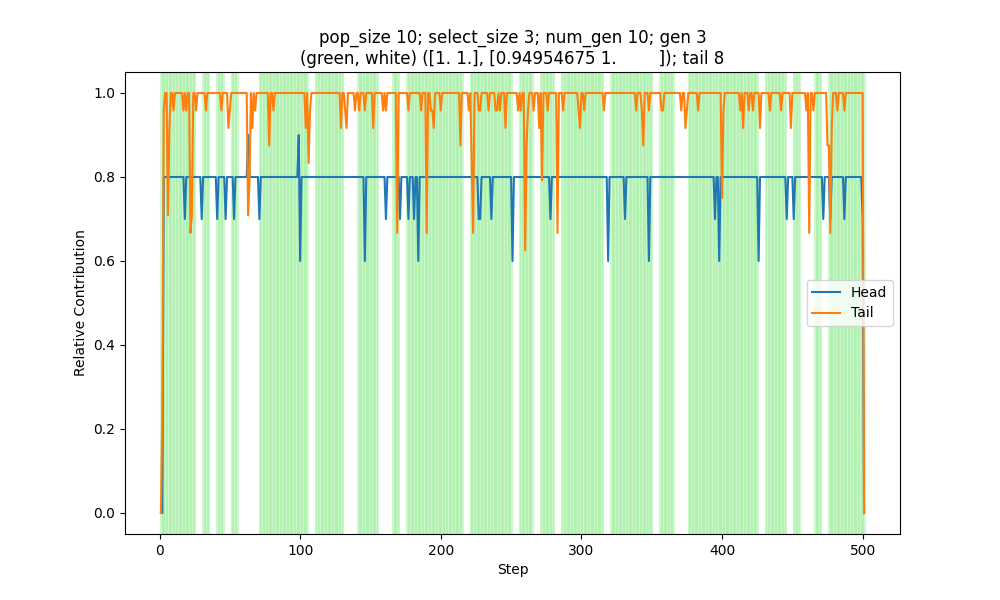 pop_size 10; select_size 3; num_gen 10; gen 3
(green, white) ([1. 1.], [0.94954675 1.        ]); tail 8
1.0
0.8
0.6
0.4
0.2
0.0
Relative Contribution
Head
Tail
0
100
200
300
400
500
Step